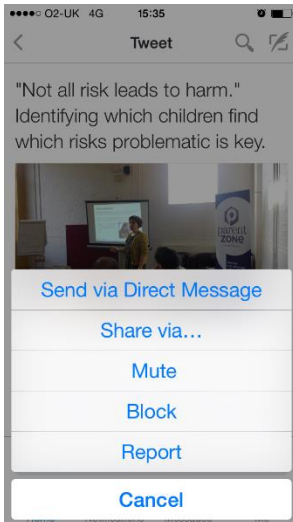 O2-UK 4G 15:35
Tweet
"Not all risk leads to harm."
Identifying which children find
which risks problematic is key.
parent
ZONE
Send via Direct Message
Share via...
Mute
Block
Report
Cancel